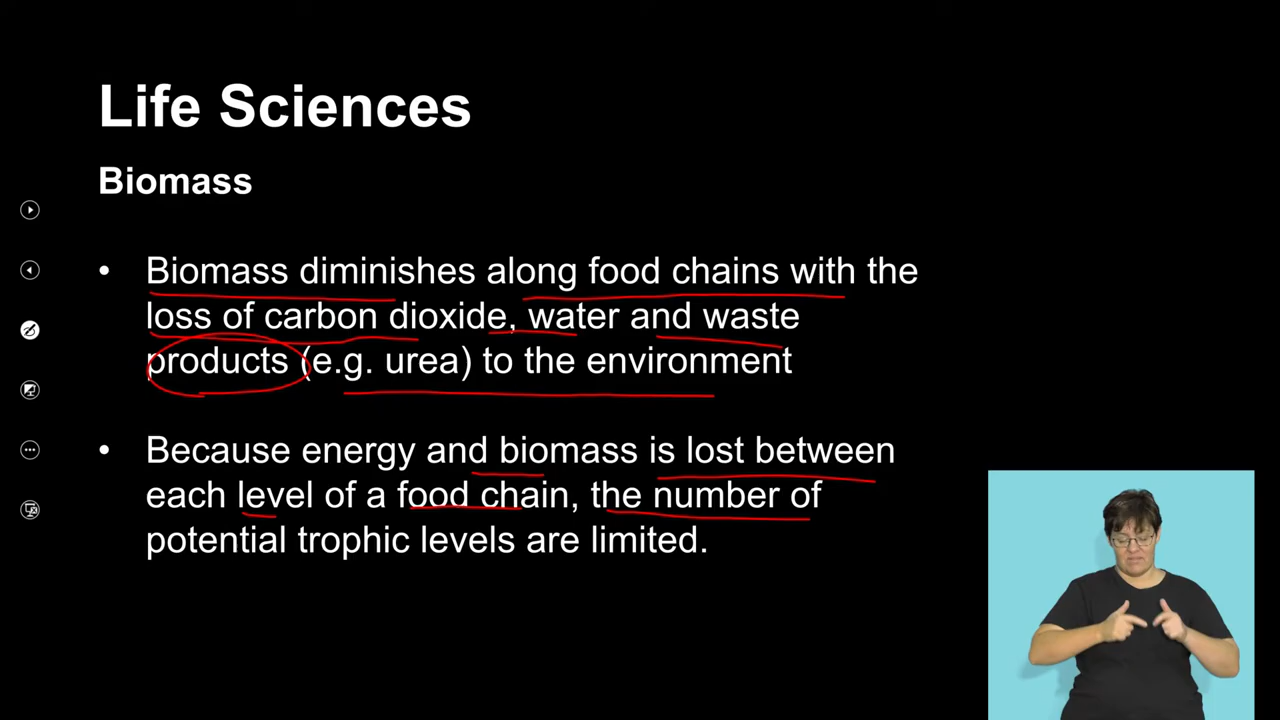 Life Sciences
Biomass
• Biomass diminishes along food chains with the
loss of carbon dioxide, water and waste
products (e.g. urea) to the environment
• Because energy and biomass is lost between
each level of a food chain, the number of
potential trophic levels are limited.